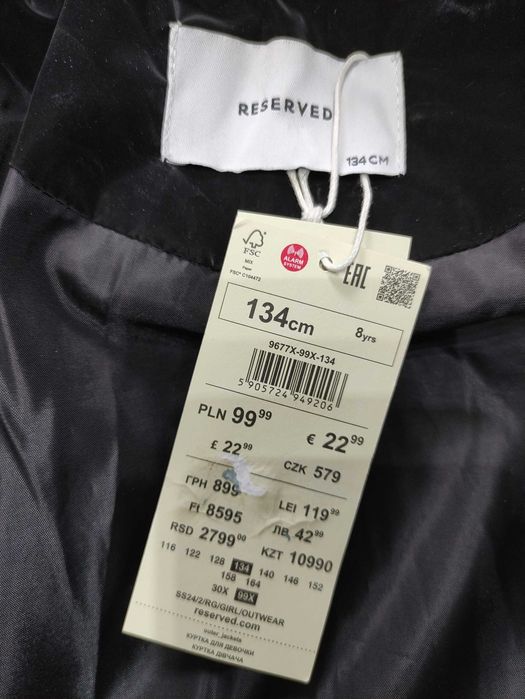 RESERVED
134 CM
FSC
MIX
Paper
FSC® C104473
ALARM
SYSTEM
EAC
134cm
8yrs
9677X-99X-134
5 905724 949206
PLN 99 99
€ 22 99
£ 22 99
CZK 579
ГРН 899
LEI 119 99
Ft 8595
ЛВ. 42 99
RSD 2799 00
KZT 10990
116 122 128 134 140 146 152
158 164
30X 99X
SS24/2/RG/GIRL/OUTWEAR
reserved.com
outer_jackets
КУРТКА ДЛЯ ДЕВОЧКИ
КУРТКА ДІВЧАЧА